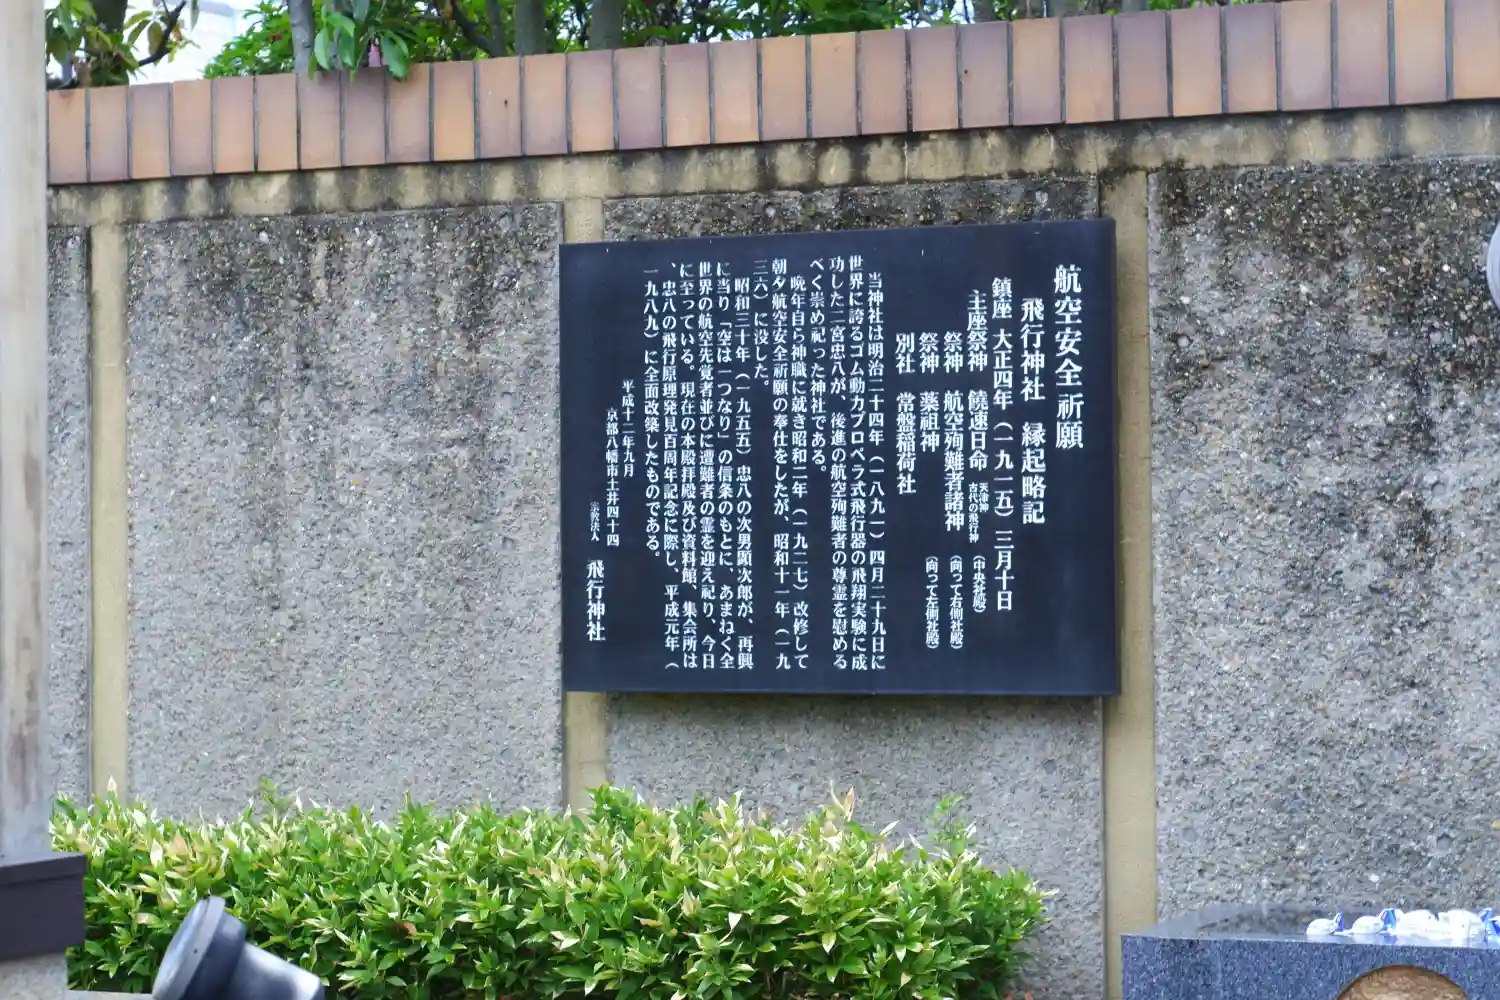 航空安全祈願
飛行神社 縁起略記
鎮座 大正四年(一九一五)三月十日
主座祭神 饒速日命 天津神 古代の飛行神 (中央社殿)
祭神 航空殉難者諸神 (向って右側社殿)
祭神 薬祖神 (向って左側社殿)
別社 常盤稲荷社
当神社は明治二十四年(一八九一)四月二十九日に
世界に誇るゴム動力プロペラ式飛行器の飛翔実験に成
功した二宮忠八が、後進の航空殉難者の尊霊を慰める
べく崇め祀った神社である。
晩年自ら神職に就き昭和二年(一九二七)改修して
朝夕航空安全祈願の奉仕をしたが、昭和十一年(一九
三六)に没した。
昭和三十年(一九五五)忠八の次男顕次郎が、再興
に当り「空は一つなり」の信条のもとに、あまねく全
世界の航空先覚者並びに遭難者の霊を迎え祀り、今日
に至っている。現在の本殿拝殿及び資料館、集会所は
、忠八の飛行原理発見百周年記念に際し、平成元年(
一九八九)に全面改築したものである。
平成十二年九月
京都八幡市土井四十四
宗教法人 飛行神社